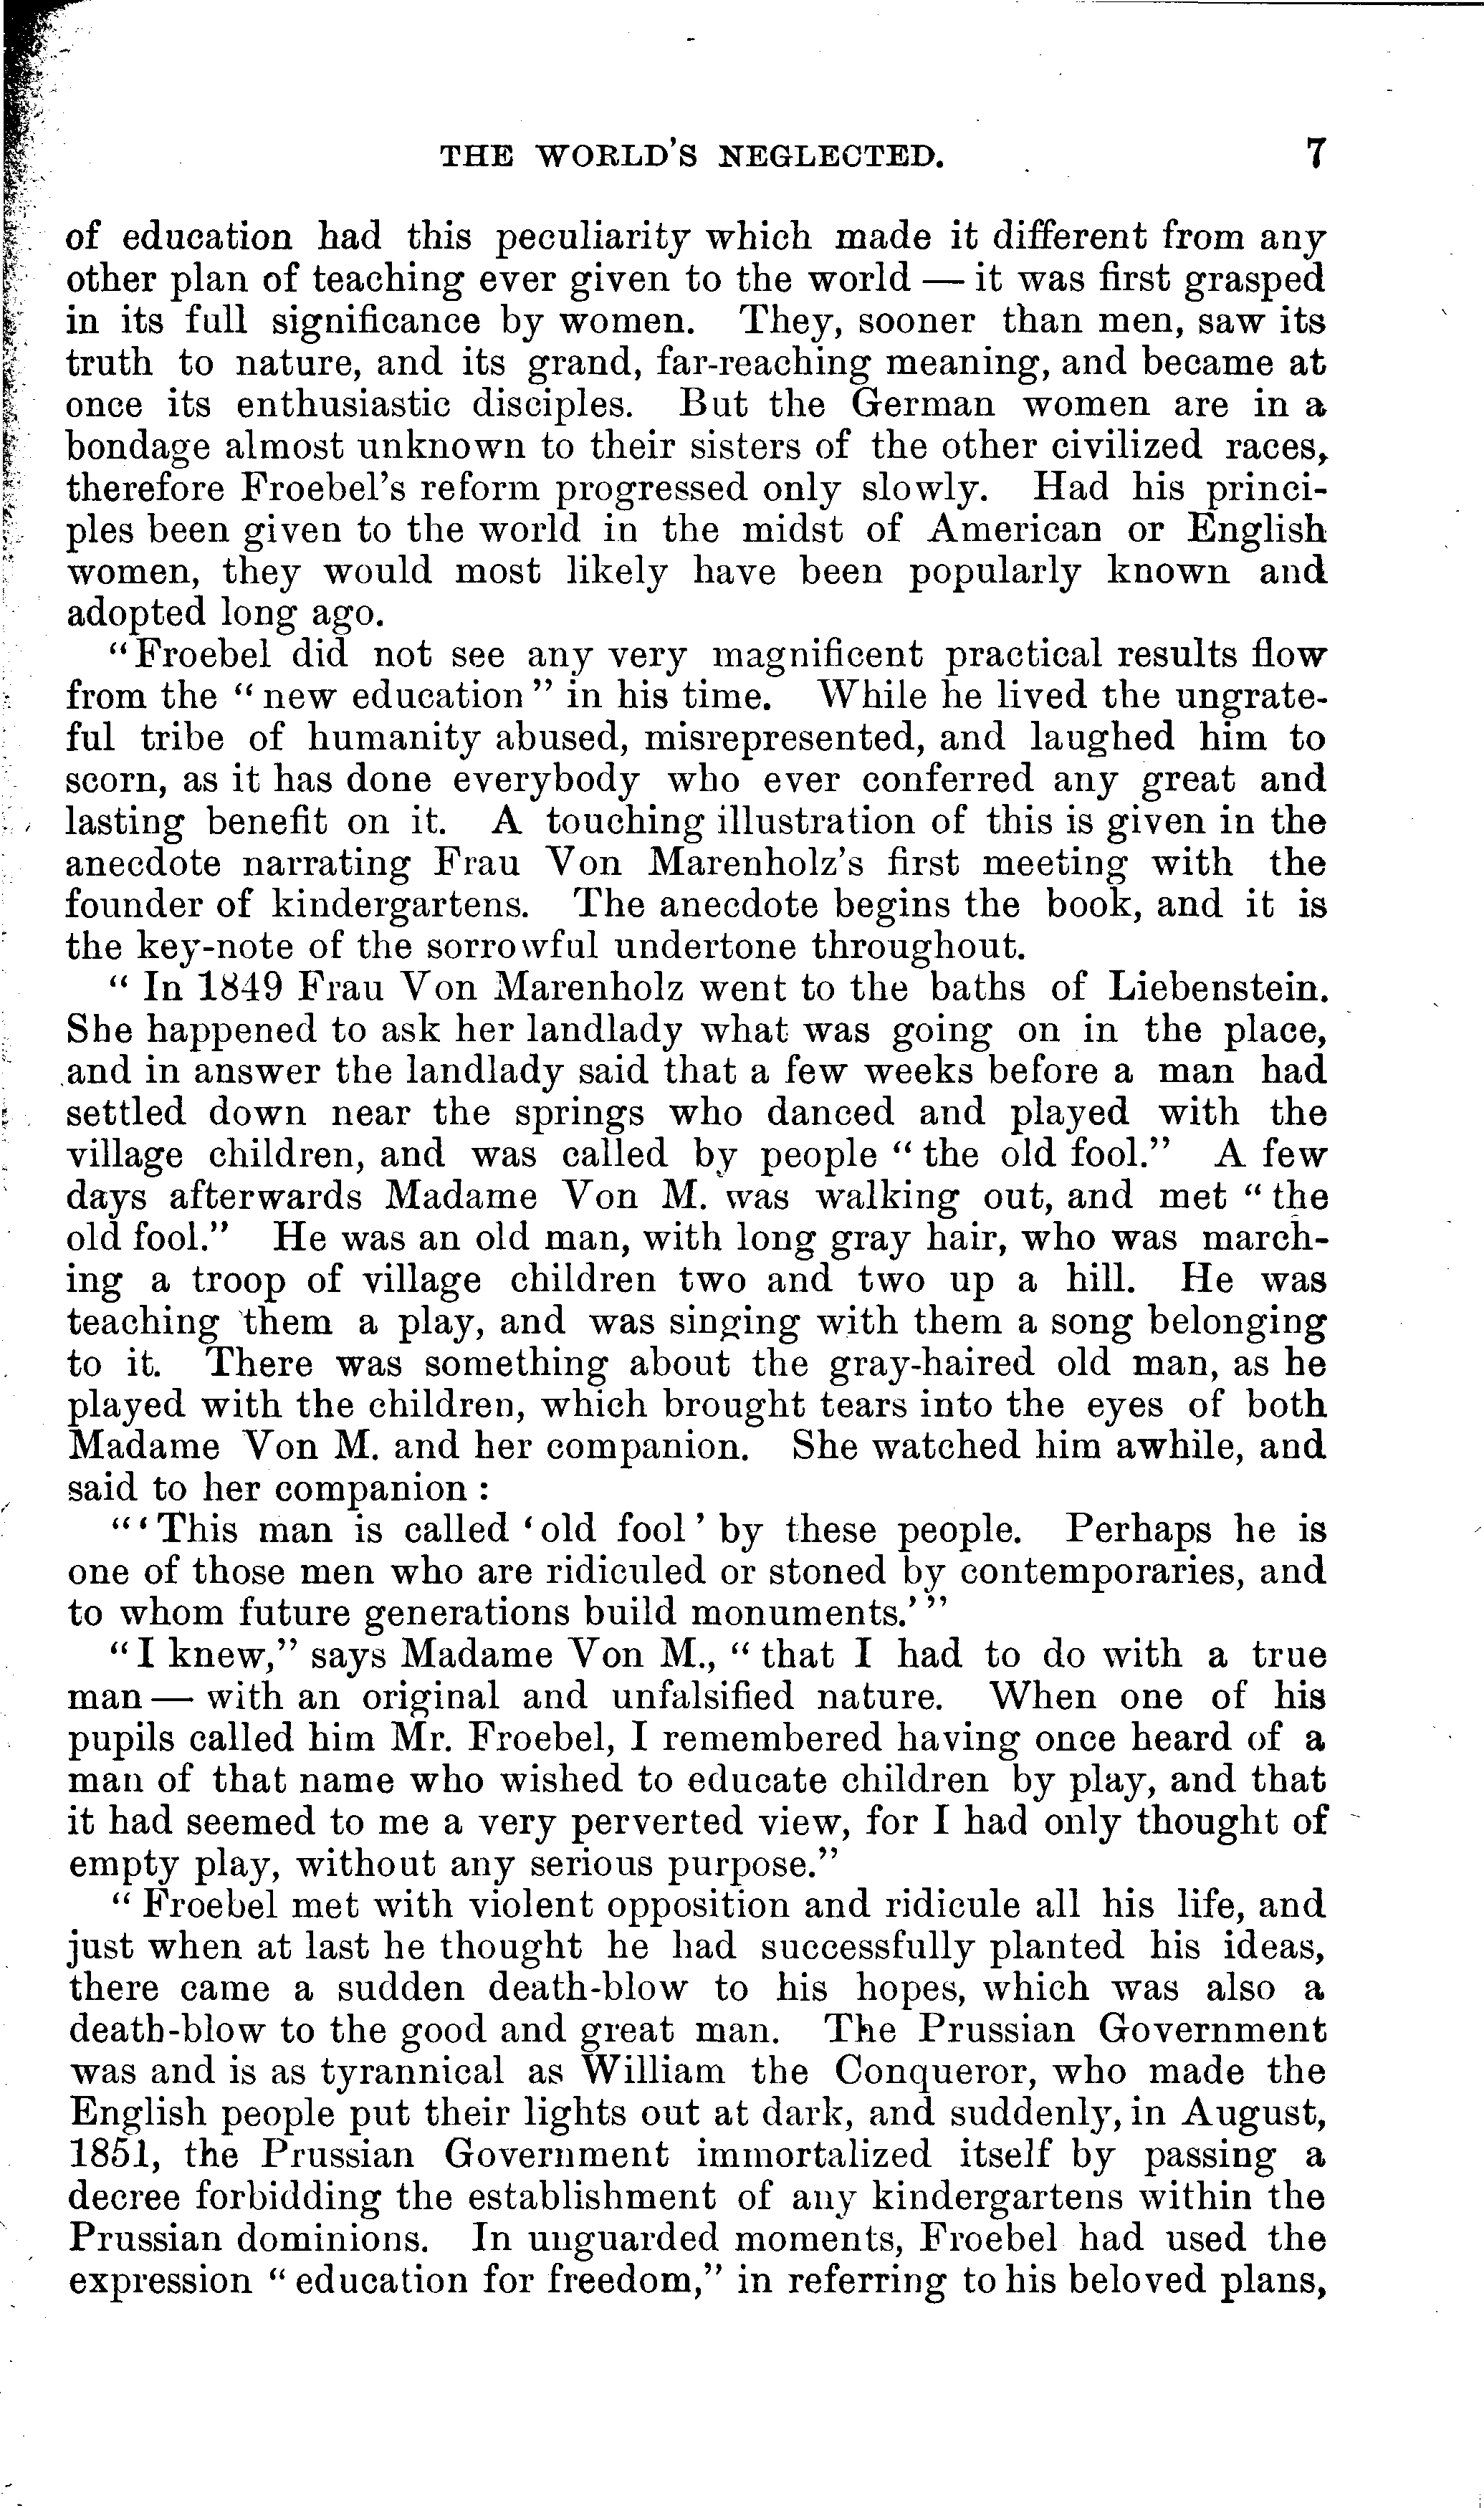 THE WORLD'S NEGLECTED. 7
of education had this peculiarity which made it different from any
other plan of teaching ever given to the world — it was first grasped
in its full significance by women. They, sooner than men, saw its
truth to nature, and its grand, far-reaching meaning, and became at
once its enthusiastic disciples. But the German women are in a
bondage almost unknown to their sisters of the other civilized races,
therefore Froebel's reform progressed only slowly. Had his princi-
ples been given to the world in the midst of American or English
women, they would most likely have been popularly known and
adopted long ago.
"Froebel did not see any very magnificent practical results flow
from the "new education" in his time. While he lived the ungrate-
ful tribe of humanity abused, misrepresented, and laughed him to
scorn, as it has done everybody who ever conferred any great and
lasting benefit on it. A touching illustration of this is given in the
anecdote narrating Frau Von Marenholz's first meeting with the
founder of kindergartens. The anecdote begins the book, and it is
the key-note of the sorrowful undertone throughout.
"In 1849 Frau Von Marenholz went to the baths of Liebenstein.
She happened to ask her landlady what was going on in the place,
and in answer the landlady said that a few weeks before a man had
settled down near the springs who danced and played with the
village children, and was called by people "the old fool." A few
days afterwards Madame Von M. was walking out, and met "the
old fool." He was an old man, with long gray hair, who was march-
ing a troop of village children two and two up a hill. He was
teaching them a play, and was singing with them a song belonging
to it. There was something about the gray-haired old man, as he
played with the children, which brought tears into the eyes of both
Madame Von M. and her companion. She watched him awhile, and
said to her companion :
"'This man is called 'old fool' by these people. Perhaps he is
one of those men who are ridiculed or stoned by contemporaries, and
to whom future generations build monuments.'"
"I knew," says Madame Von M., "that I had to do with a true
man — with an original and unfalsified nature. When one of his
pupils called him Mr. Froebel, I remembered having once heard of a
man of that name who wished to educate children by play, and that
it had seemed to me a very perverted view, for I had only thought of
empty play, without any serious purpose."
"Froebel met with violent opposition and ridicule all his life, and
just when at last he thought he had successfully planted his ideas,
there came a sudden death-blow to his hopes, which was also a
death-blow to the good and great man. The Prussian Government
was and is as tyrannical as William the Conqueror, who made the
English people put their lights out at dark, and suddenly, in August,
1851, the Prussian Government immortalized itself by passing a
decree forbidding the establishment of any kindergartens within the
Prussian dominions. In unguarded moments, Froebel had used the
expression "education for freedom," in referring to his beloved plans,